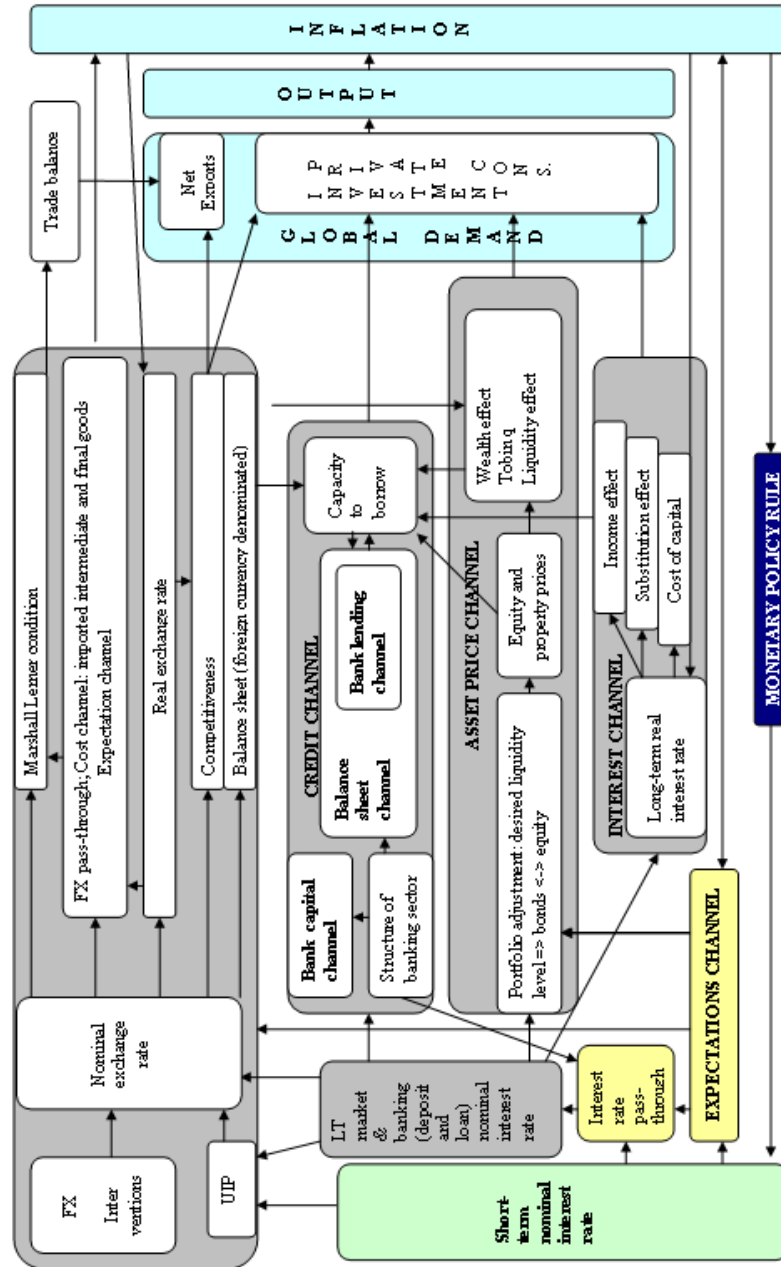 FX
Inter
ventions
UIP
Nominal
exchange
rate
Marshall Lerner condition
FX pass-through; Cost channel: imported intermediate and final goods
Expectation channel
Real exchange rate
Competitiveness
Balance sheet (foreign currency denominated)
Trade balance
Net
Exports
GLOBAL DEMAND
I P
N R I
V I V
E V A
S T T
M T E
E N C
T O
N
S.
OUTPUT
INFLATION
CREDIT CHANNEL
Bank capital
channel
Structure of
banking sector
Balance
sheet
channel
Bank lending
channel
Capacity
to
borrow
ASSET PRICE CHANNEL
Portfolio adjustment: desired liquidity
level => bonds <-> equity
Equity and
property prices
Wealth effect
Tobin q
Liquidity effect
INTEREST CHANNEL
Long-term real
interest rate
Income effect
Substitution effect
Cost of capital
LT
market
&
banking
(deposit
and
loan)
nominal
interest
rate
Interest
rate
pass-
through
EXPECTATIONS CHANNEL
Short-
term
nominal
interest
rate
MONETARY POLICY RULE